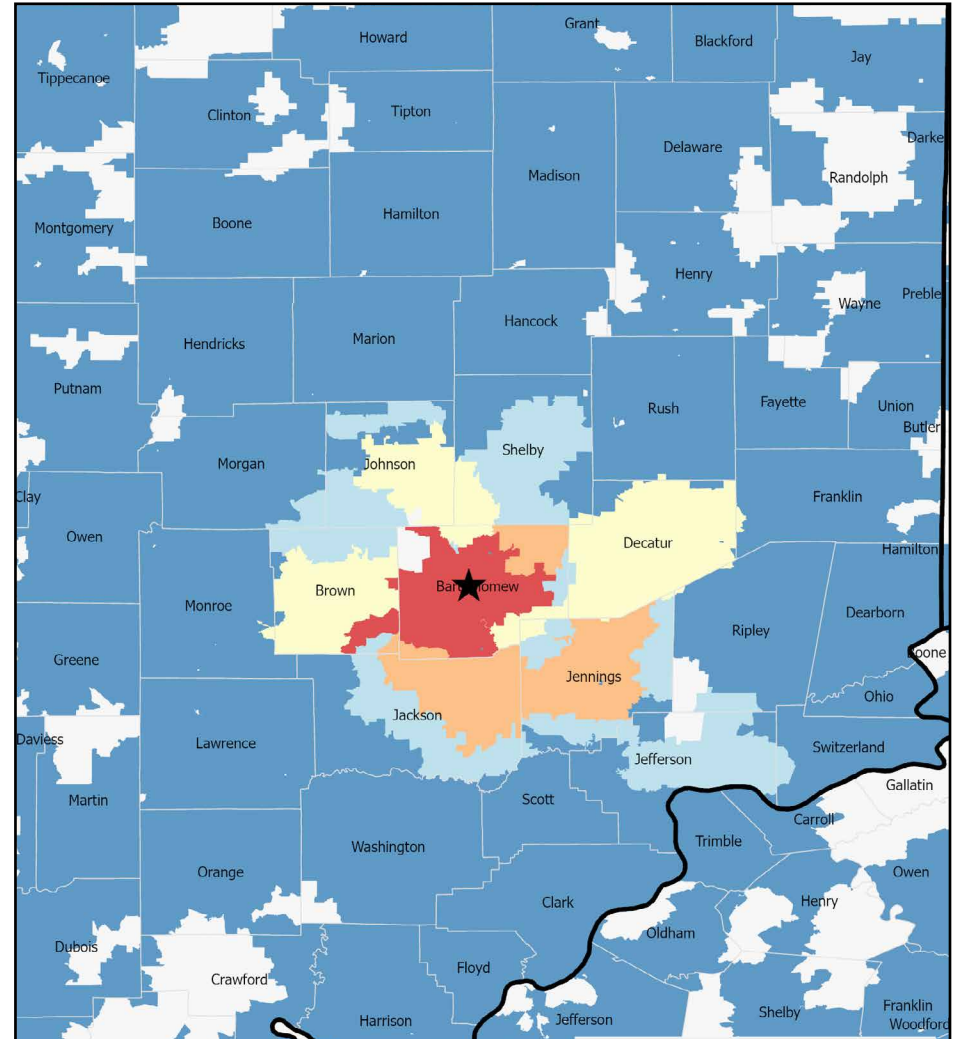 Howard
Grant
Blackford
Jay
Tippecanoe
Clinton
Tipton
Delaware
Darke
Madison
Randolph
Montgomery
Boone
Hamilton
Henry
Wayne
Preble
Hancock
Hendricks
Marion
Putnam
Rush
Fayette
Union
Butler
Morgan
Johnson
Shelby
Clay
Franklin
Owen
Decatur
Hamilton
Brown
Monroe
Dearborn
Ripley
Greene
Jennings
Ohio
Jackson
Daviess
Lawrence
Switzerland
Jefferson
Gallatin
Martin
Scott
Carroll
Washington
Trimble
Orange
Owen
Clark
Henry
Oldham
Dubois
Floyd
Crawford
Harrison
Jefferson
Shelby
Franklin
Woodford